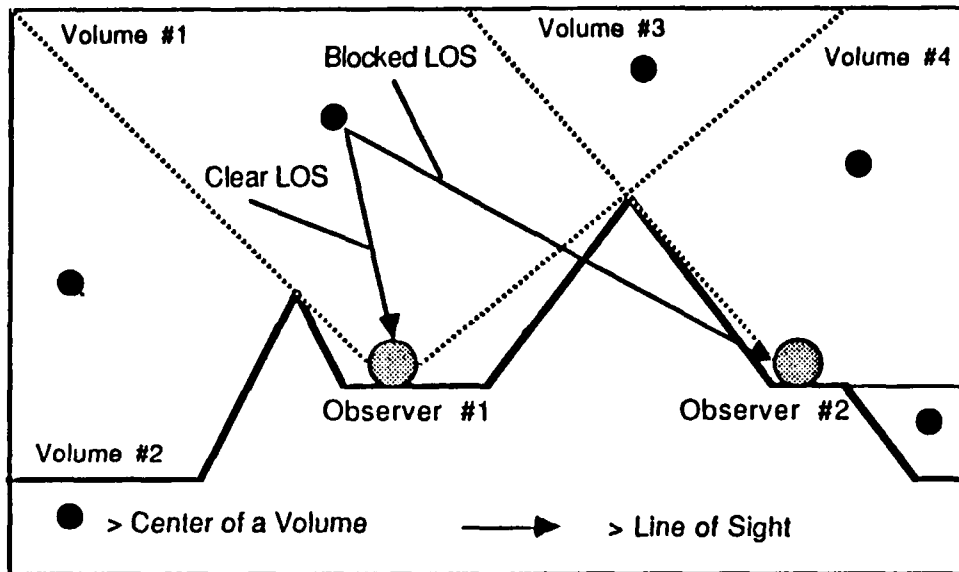 Volume #1
Volume #3
Blocked LOS
Volume #4
Clear LOS
Observer #1
Observer #2
Volume #2
> Center of a Volume
> Line of Sight